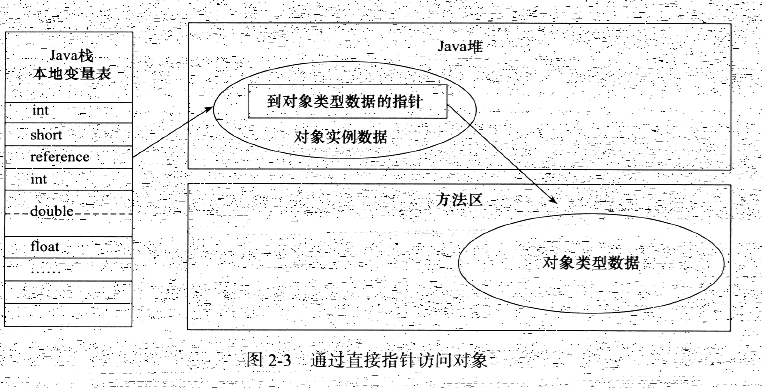 Java栈
本地变量表
int
short
reference
int
double
float
……
Java堆
到对象类型数据的指针
对象实例数据
方法区
对象类型数据
图 2-3 通过直接指针访问对象